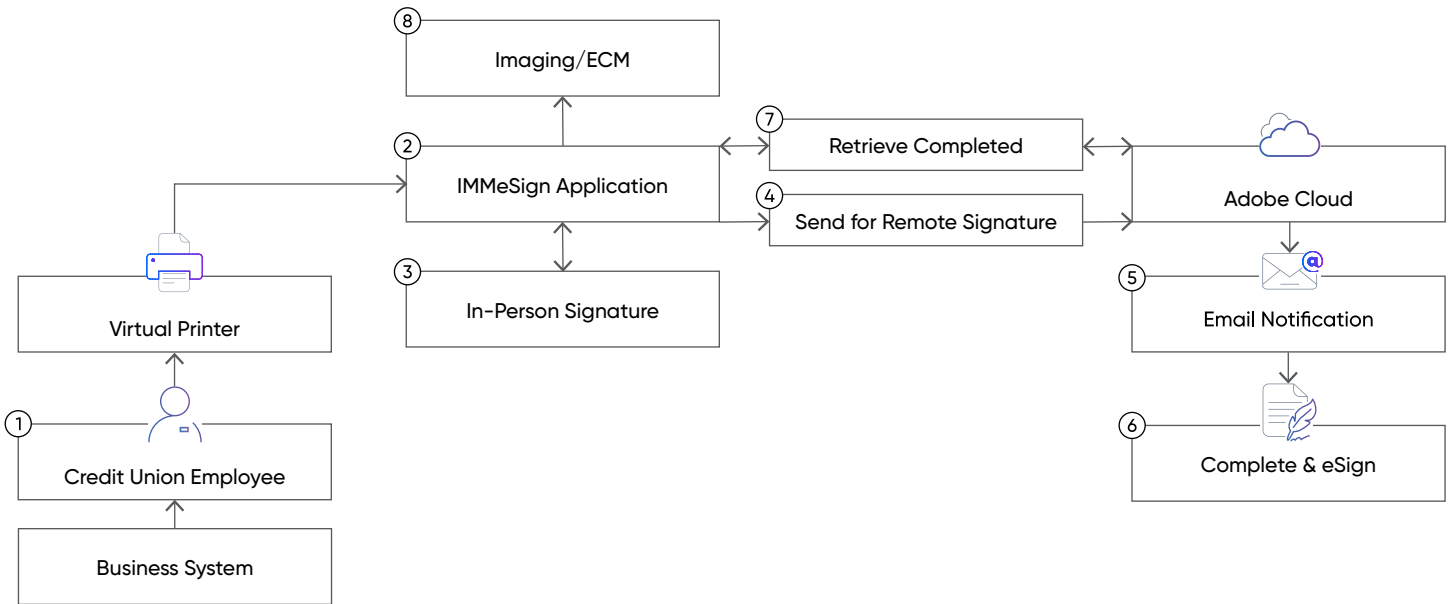 8
Imaging/ECM
7
Retrieve Completed
2
IMMeSign Application
4
Send for Remote Signature
Adobe Cloud
3
In-Person Signature
@
5
Email Notification
Virtual Printer
1
Credit Union Employee
6
Complete & eSign
Business System